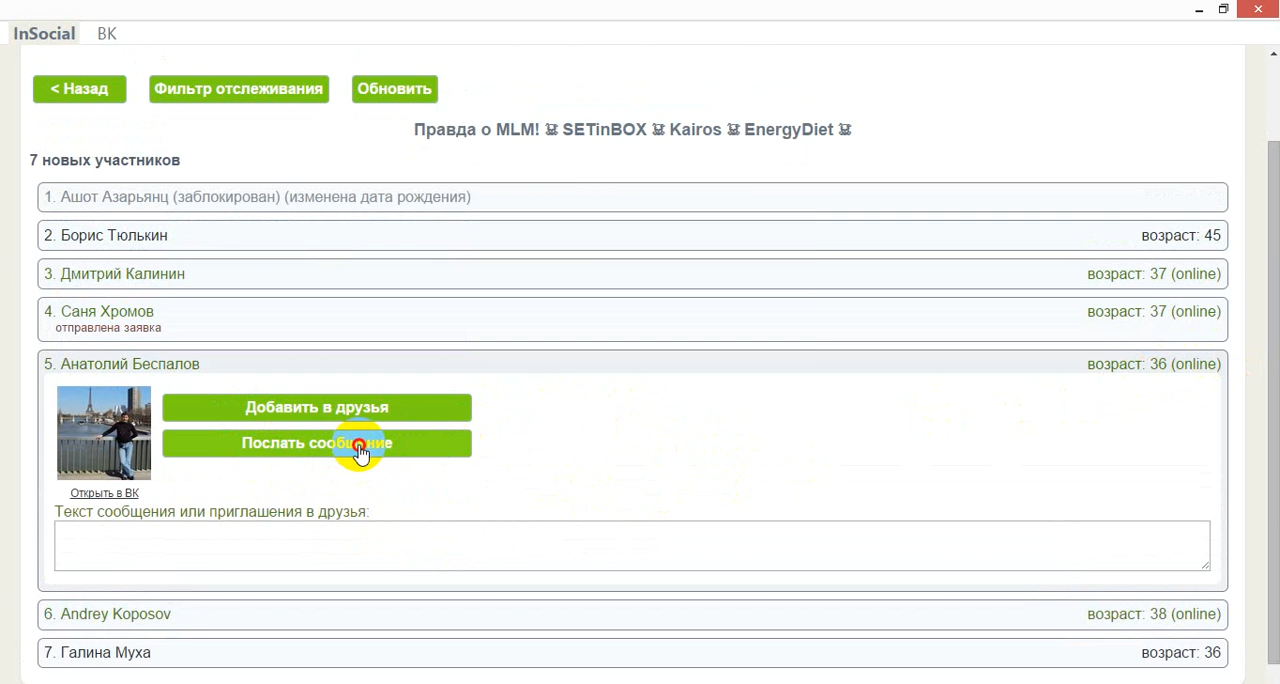 InSocial ВК
< Назад Фильтр отслеживания Обновить
Правда о MLM! ☠ SETinBOX ☠ Kairos ☠ EnergyDiet ☠
7 новых участников
1. Ашот Азарьянц (заблокирован) (изменена дата рождения)
2. Борис Тюлькин возраст: 45
3. Дмитрий Калинин возраст: 37 (online)
4. Саня Хромов возраст: 37 (online)
отправлена заявка
5. Анатолий Беспалов возраст: 36 (online)
Добавить в друзья
Послать сообщение
Открыть в ВК
Текст сообщения или приглашения в друзья:
6. Andrey Koposov возраст: 38 (online)
7. Галина Муха возраст: 36